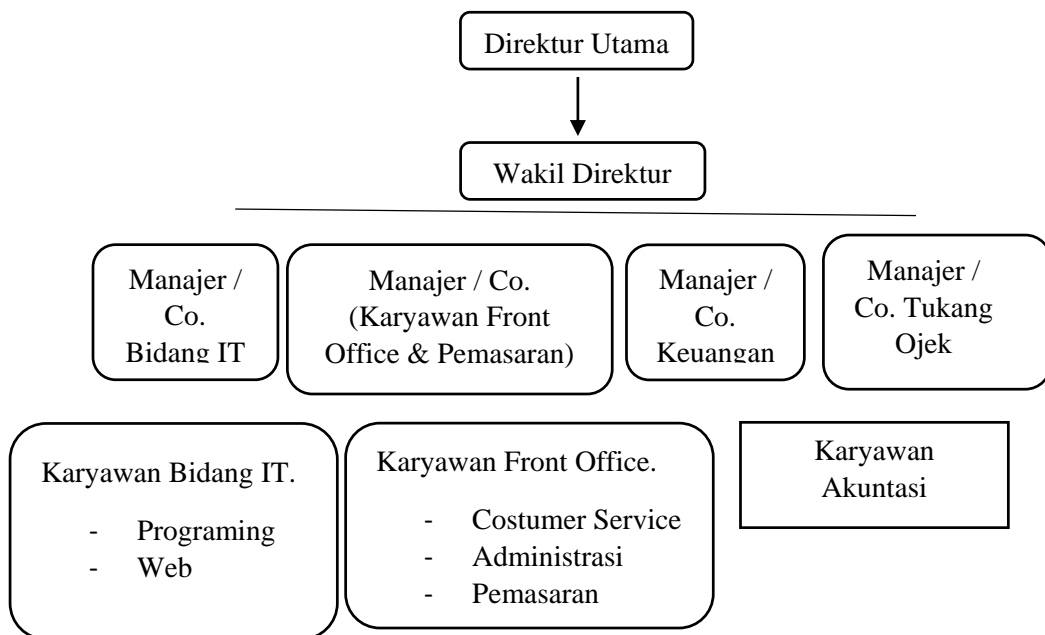 Direktur Utama
Wakil Direktur
Manajer /
Co.
Bidang IT
Manajer / Co.
(Karyawan Front
Office & Pemasaran)
Manajer /
Co.
Keuangan
Manajer /
Co. Tukang
Ojek
Karyawan Bidang IT.
- Programing
- Web
Karyawan Front Office.
- Costumer Service
- Administrasi
- Pemasaran
Karyawan
Akuntasi